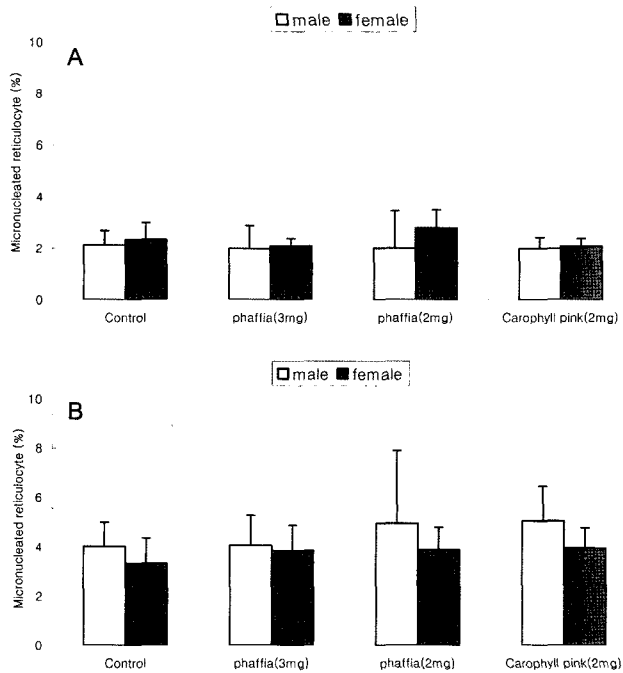 male female
A
Micronucleated reticulocyte (%)
10
8
6
4
2
0
Control phaffia(3mg) phaffia(2mg) Carophyll pink(2mg)
male female
B
Micronucleated reticulocyte (%)
10
8
6
4
2
0
Control phaffia(3mg) phaffia(2mg) Carophyll pink(2mg)